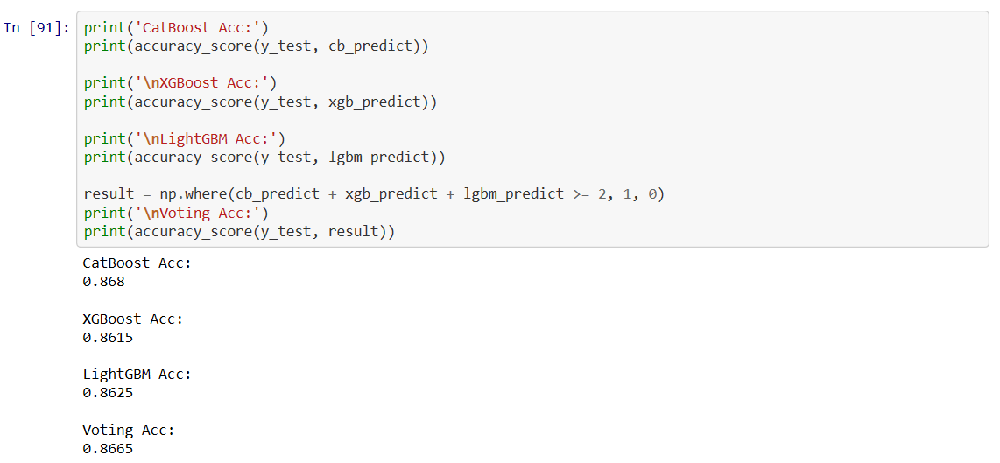 In [91]: print('CatBoost Acc:')
print(accuracy_score(y_test, cb_predict))
print('\nXGBoost Acc:')
print(accuracy_score(y_test, xgb_predict))
print('\nLightGBM Acc:')
print(accuracy_score(y_test, lgbm_predict))
result = np.where(cb_predict + xgb_predict + lgbm_predict >= 2, 1, 0)
print('\nVoting Acc:')
print(accuracy_score(y_test, result))
CatBoost Acc:
0.868
XGBoost Acc:
0.8615
LightGBM Acc:
0.8625
Voting Acc:
0.8665